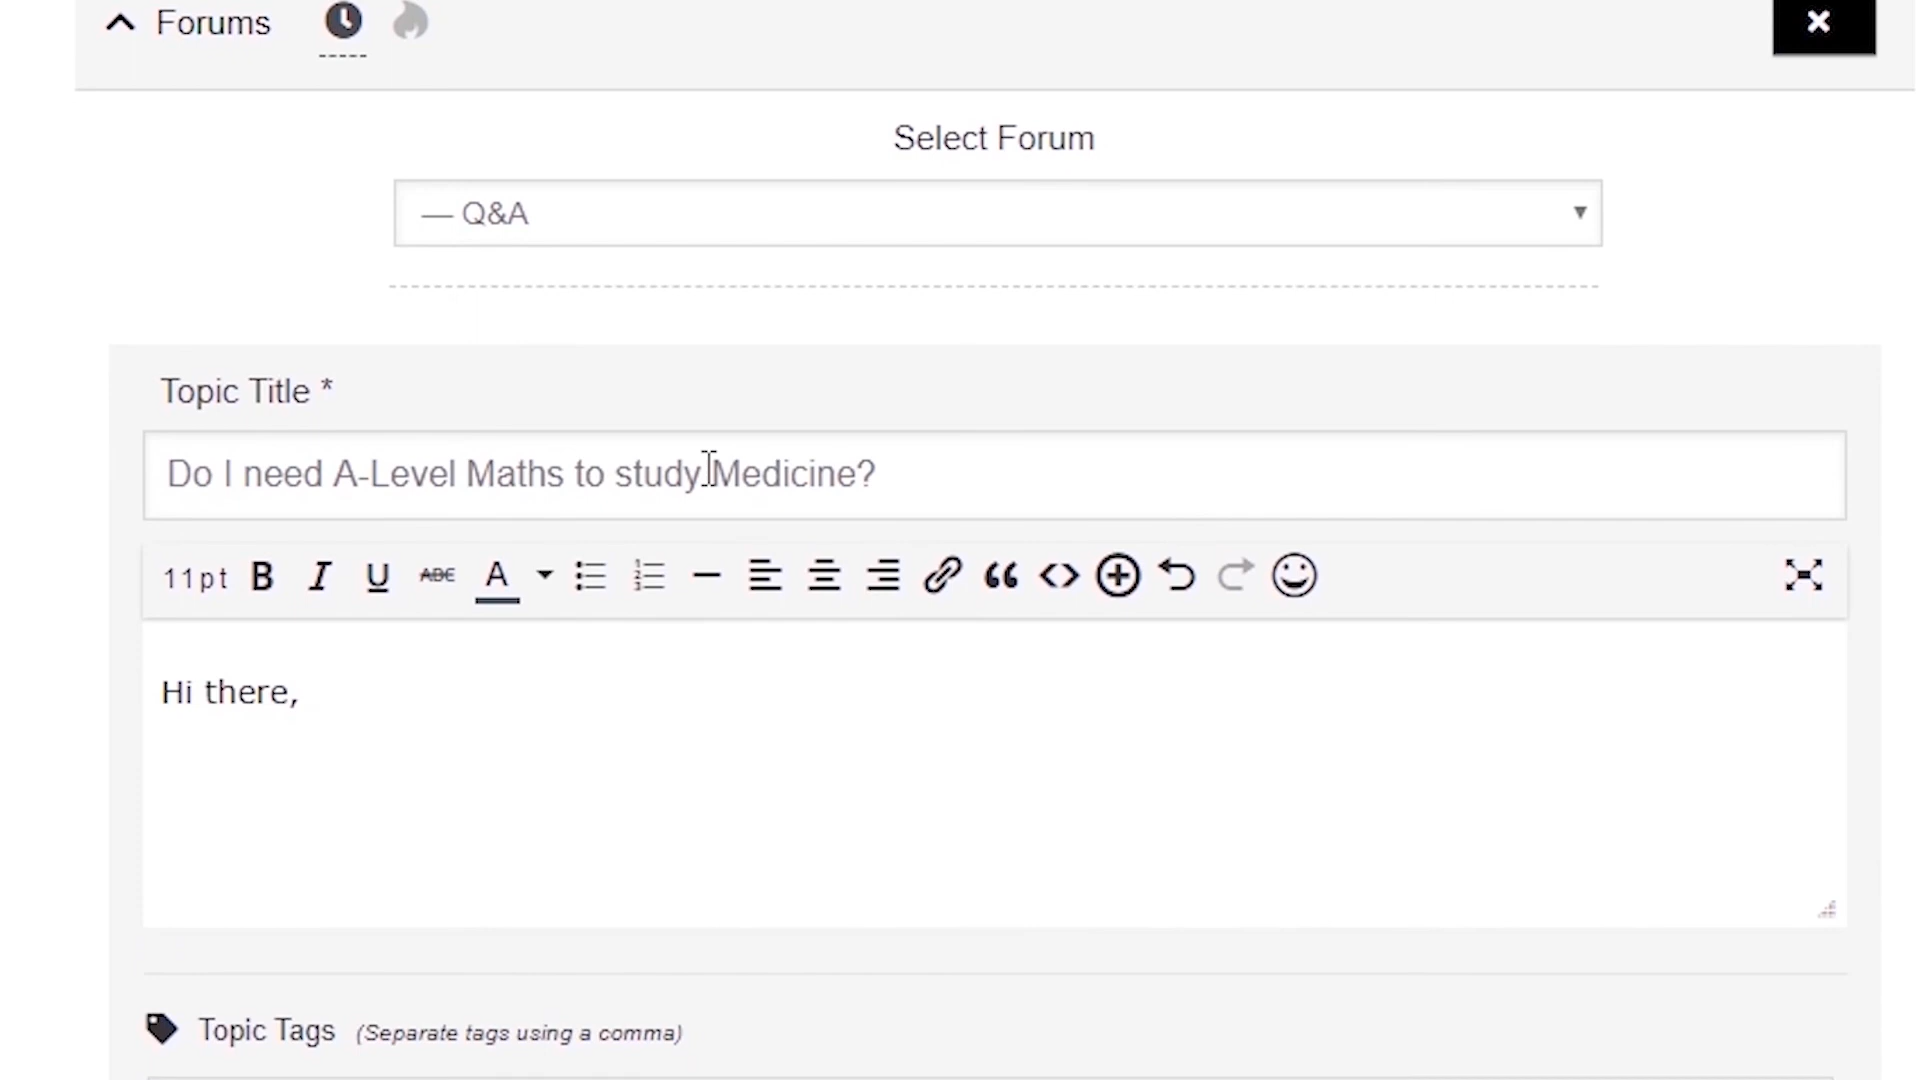 Forums
Select Forum
— Q&A
Topic Title *
Do I need A-Level Maths to study Medicine?
11pt B I U ABC A
Hi there,
Topic Tags (Separate tags using a comma)